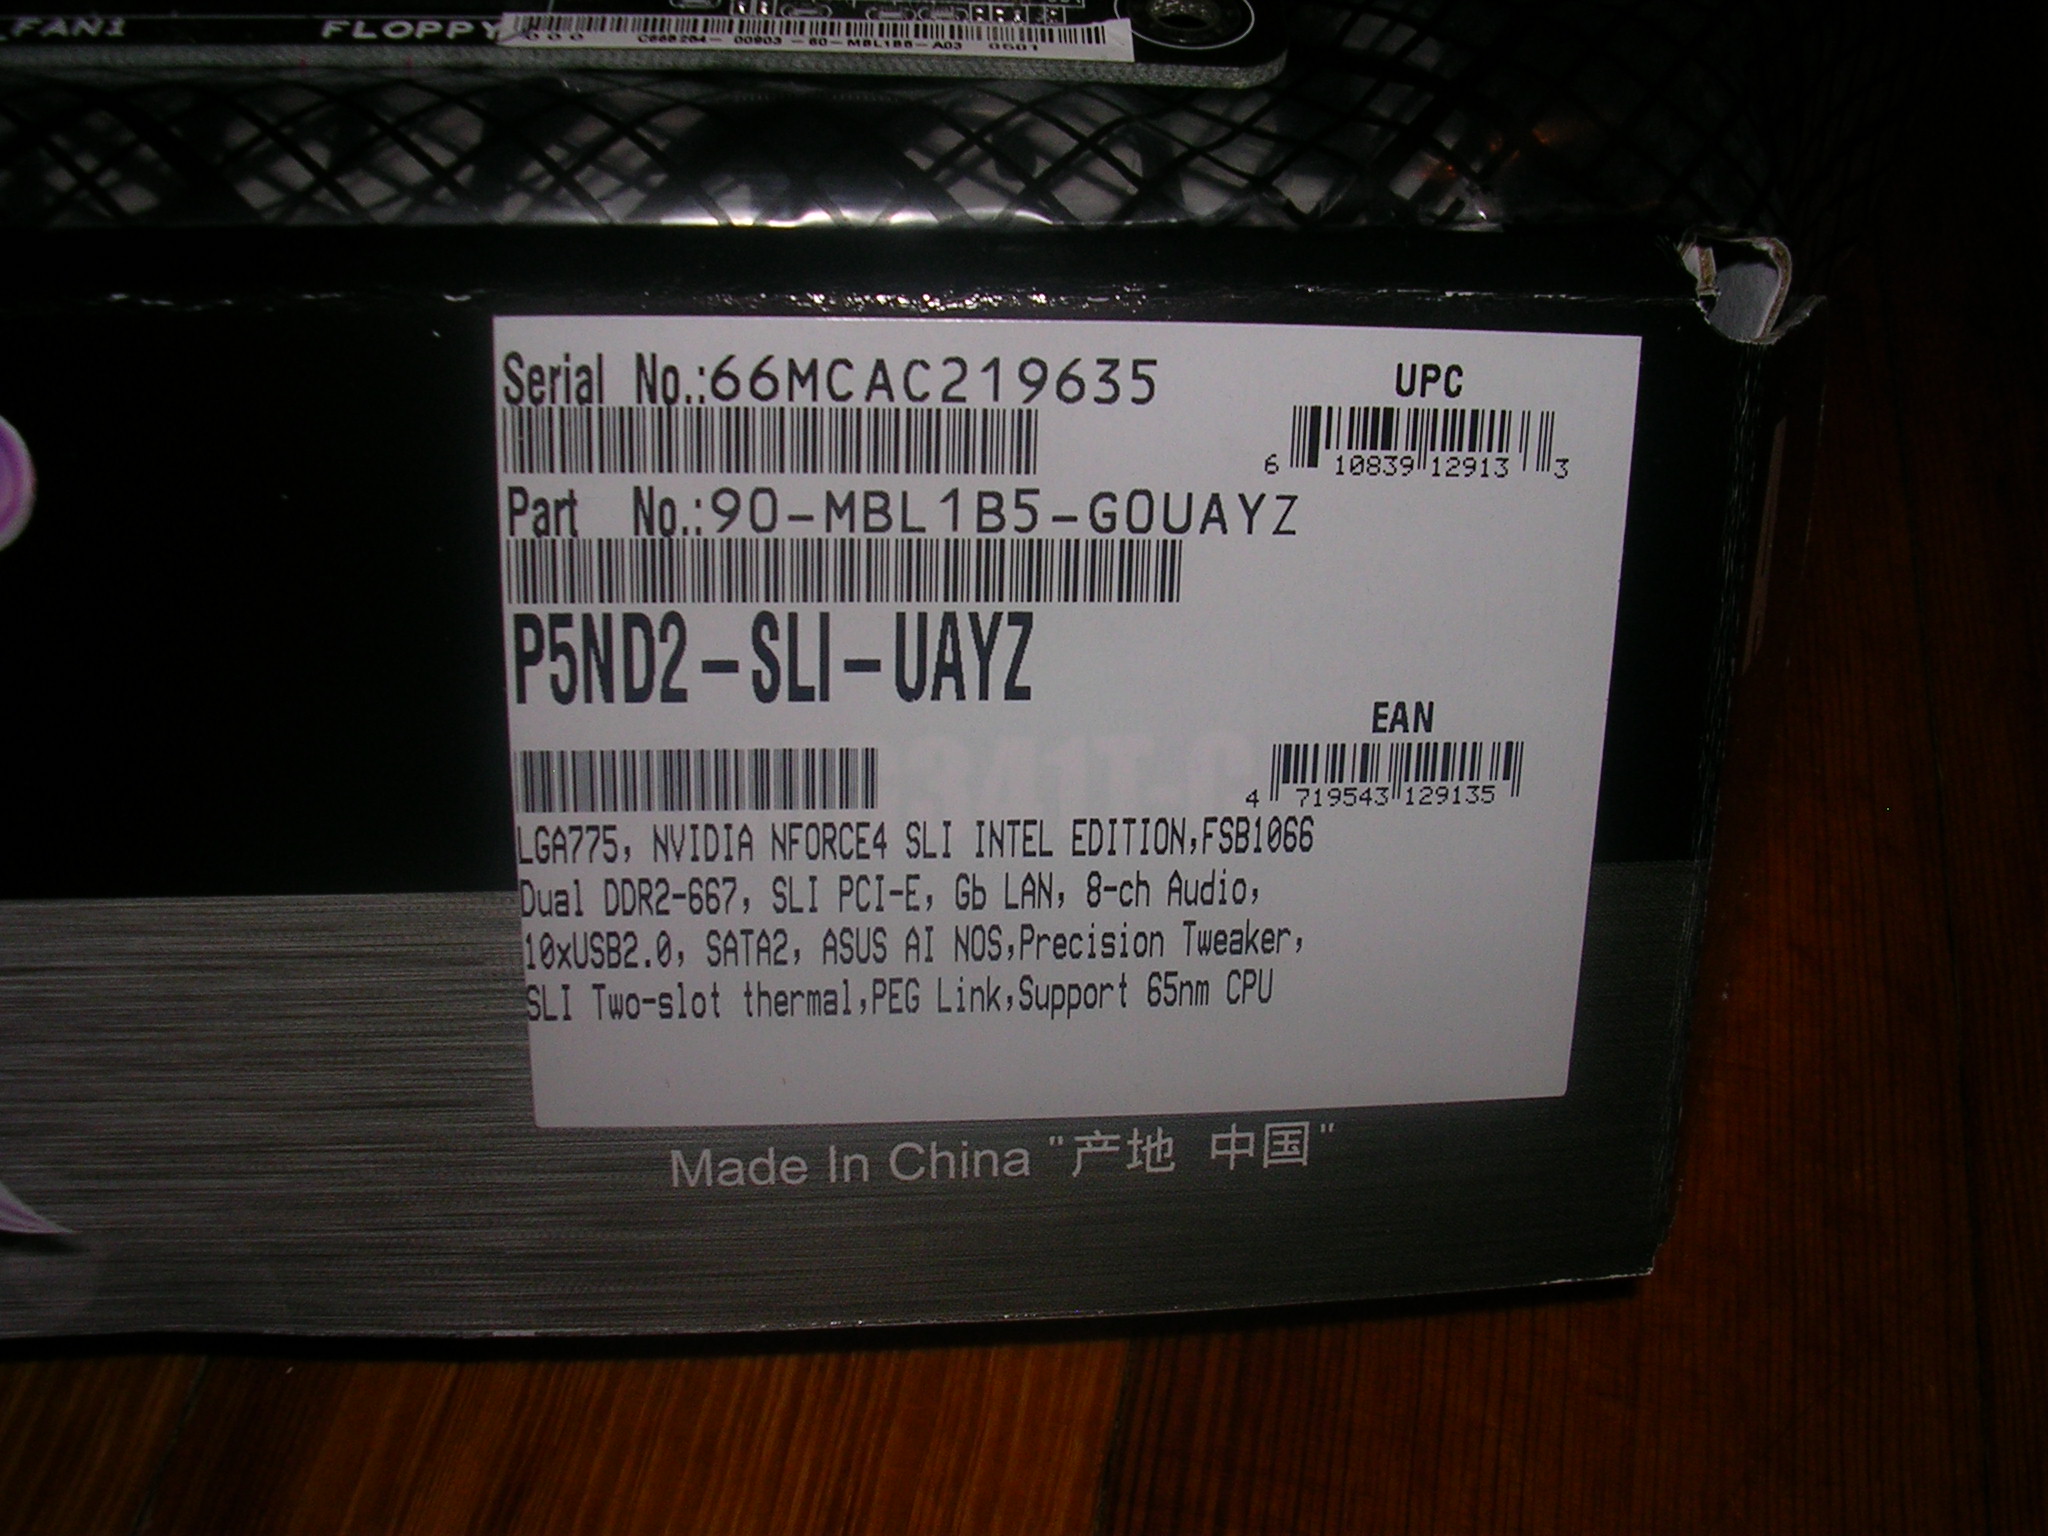 _FAN1 FLOPPY
Serial No.:66MCAC219635
UPC
6 10839 12913 3
Part No.:90-MBL1B5-G0UAYZ
P5ND2-SLI-UAYZ
EAN
4 719543 129135
LGA775, NVIDIA NFORCE4 SLI INTEL EDITION,FSB1066
Dual DDR2-667, SLI PCI-E, Gb LAN, 8-ch Audio,
10xUSB2.0, SATA2, ASUS AI NOS,Precision Tweaker,
SLI Two-slot thermal,PEG Link,Support 65nm CPU
Made In China "产地 中国"